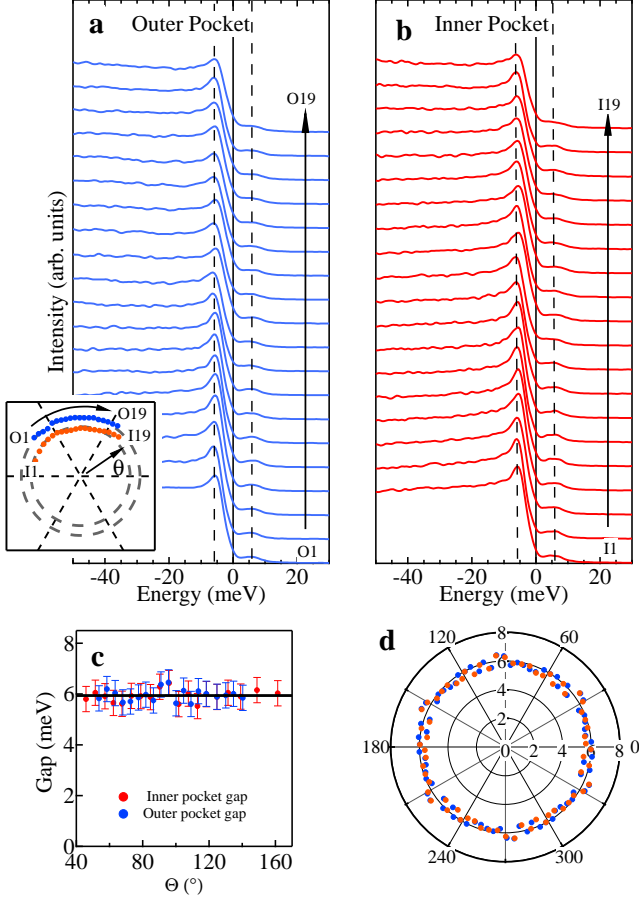 a Outer Pocket
b Inner Pocket
Intensity (arb. units)
O19
O1
I19
I1
O1
O19
I1
I19
θ
-40 -20 0 20
Energy (meV)
-40 -20 0 20
Energy (meV)
c
Gap (meV)
8
6
4
2
0
Inner pocket gap
Outer pocket gap
40 80 120 160
Θ (°)
d
120
8
60
6
4
2
180
0 2 4 6 8 0
240
300